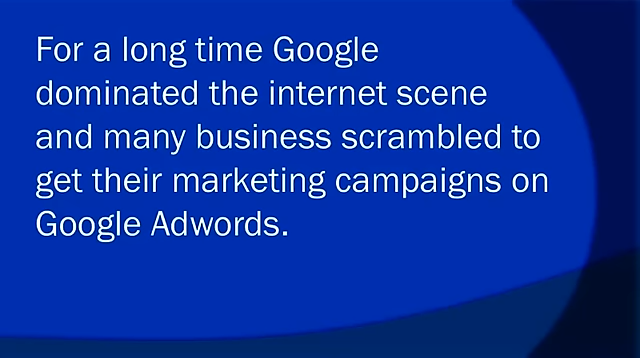 For a long time Google
dominated the internet scene
and many business scrambled to
get their marketing campaigns on
Google Adwords.